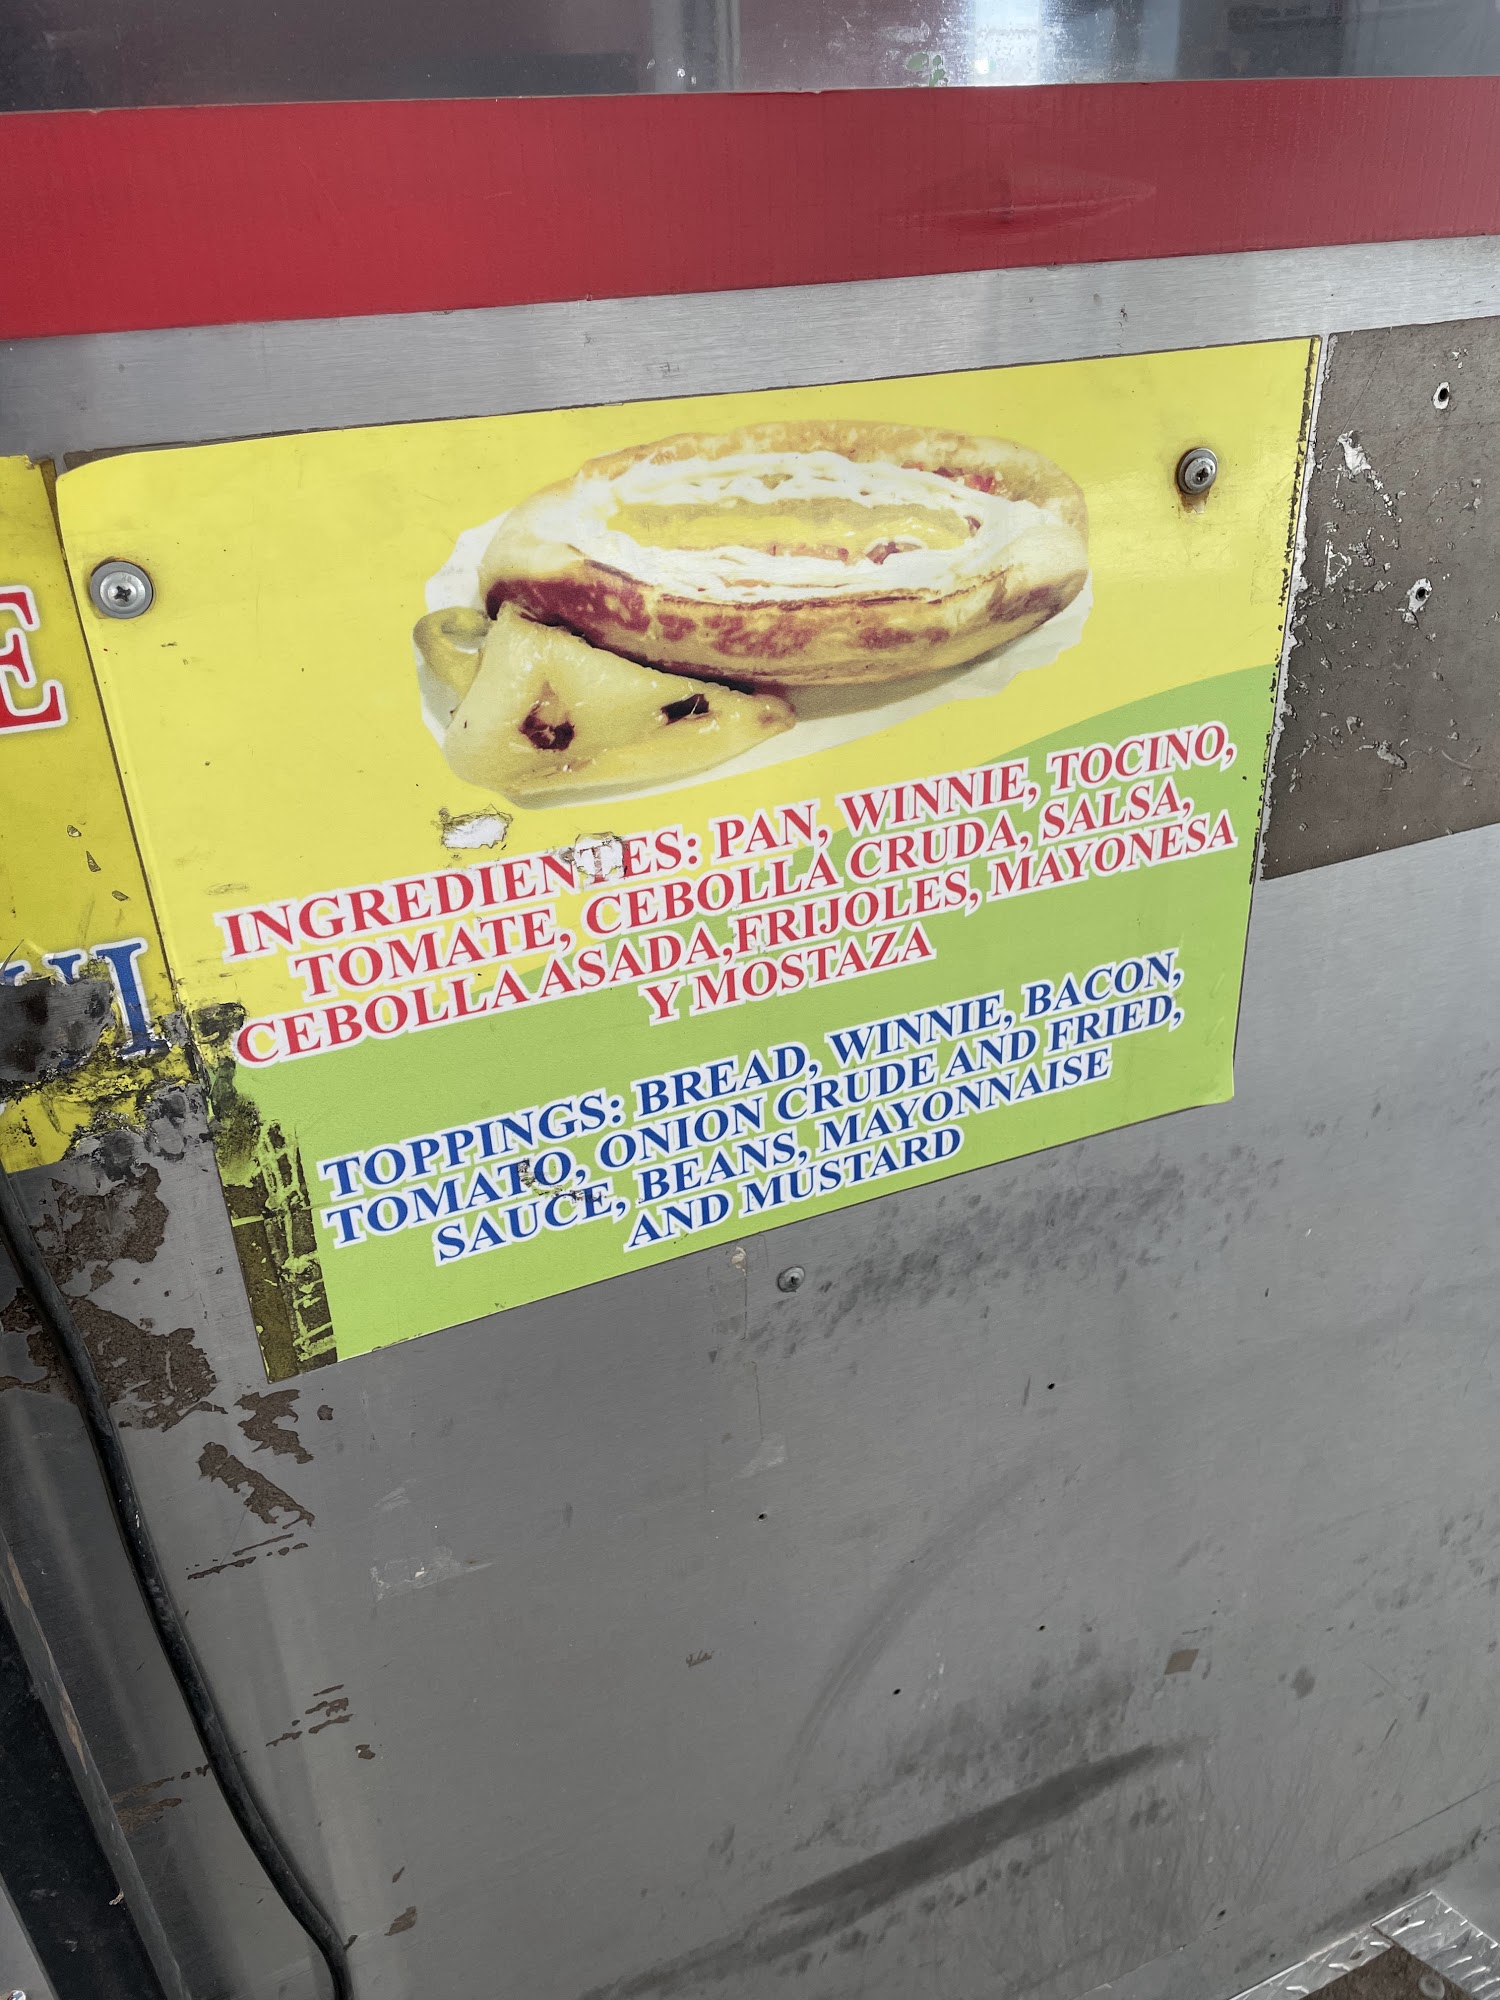 INGREDIENTES: PAN, WINNIE, TOCINO,
TOMATE, CEBOLLA CRUDA, SALSA,
CEBOLLA ASADA,FRIJOLES, MAYONESA
Y MOSTAZA
TOPPINGS: BREAD, WINNIE, BACON,
TOMATO, ONION CRUDE AND FRIED,
SAUCE, BEANS, MAYONNAISE
AND MUSTARD